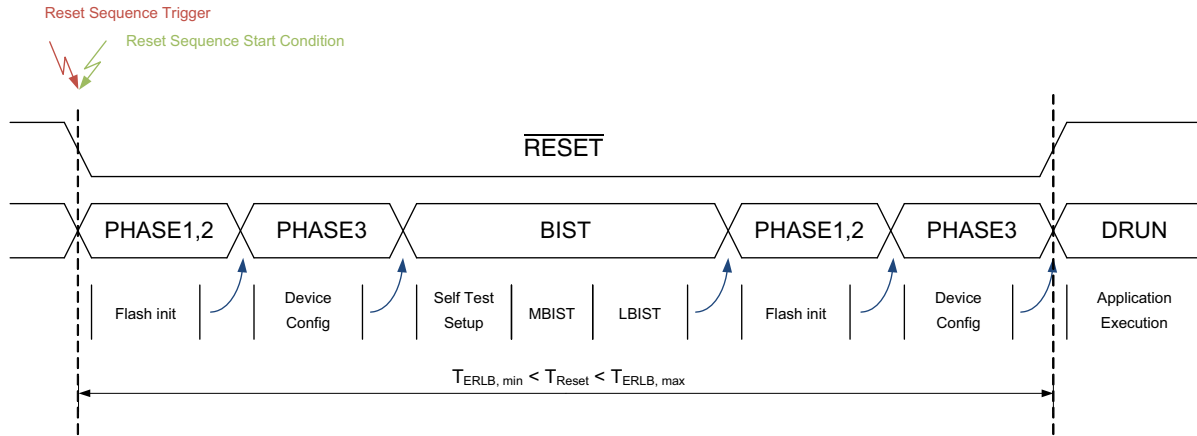 Reset Sequence Trigger
Reset Sequence Start Condition
RESET
PHASE1,2 PHASE3 BIST PHASE1,2 PHASE3 DRUN
Flash init Device Config Self Test Setup MBIST LBIST Flash init Device Config Application Execution
TERLB, min < TReset < TERLB, max